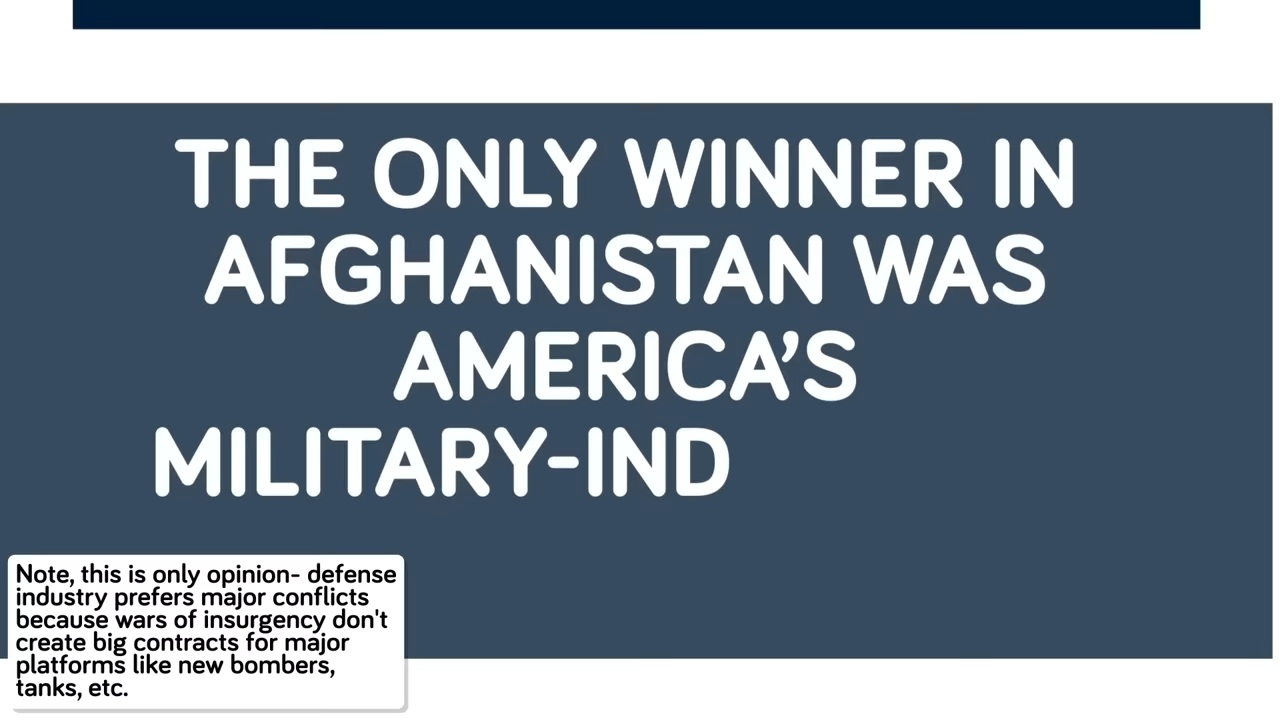 THE ONLY WINNER IN
AFGHANISTAN WAS
AMERICA’S
MILITARY-IND
Note, this is only opinion- defense
industry prefers major conflicts
because wars of insurgency don't
create big contracts for major
platforms like new bombers,
tanks, etc.